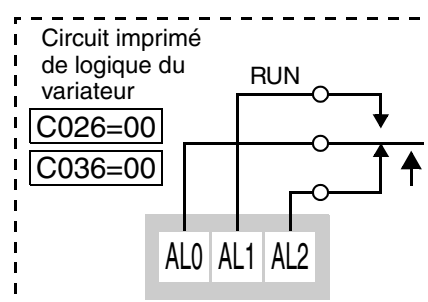 Circuit imprimé
de logique du
variateur
RUN
C026=00
C036=00
AL0 AL1 AL2